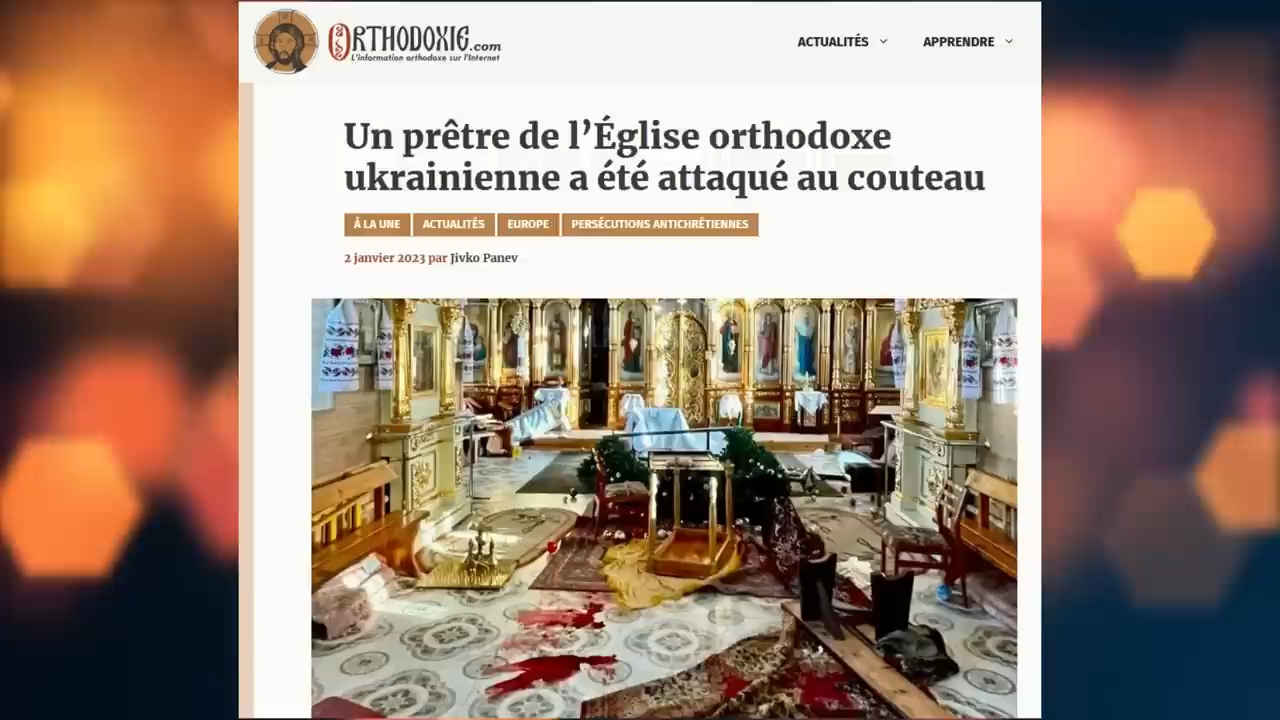 ORTHODOXIE.com
L'information orthodoxe sur l'Internet
ACTUALITÉS
APPRENDRE
Un prêtre de l'Église orthodoxe
ukrainienne a été attaqué au couteau
À LA UNE
ACTUALITÉS
EUROPE
PERSÉCUTIONS ANTICHRÉTIENNES
2 janvier 2023 par Jivko Panev